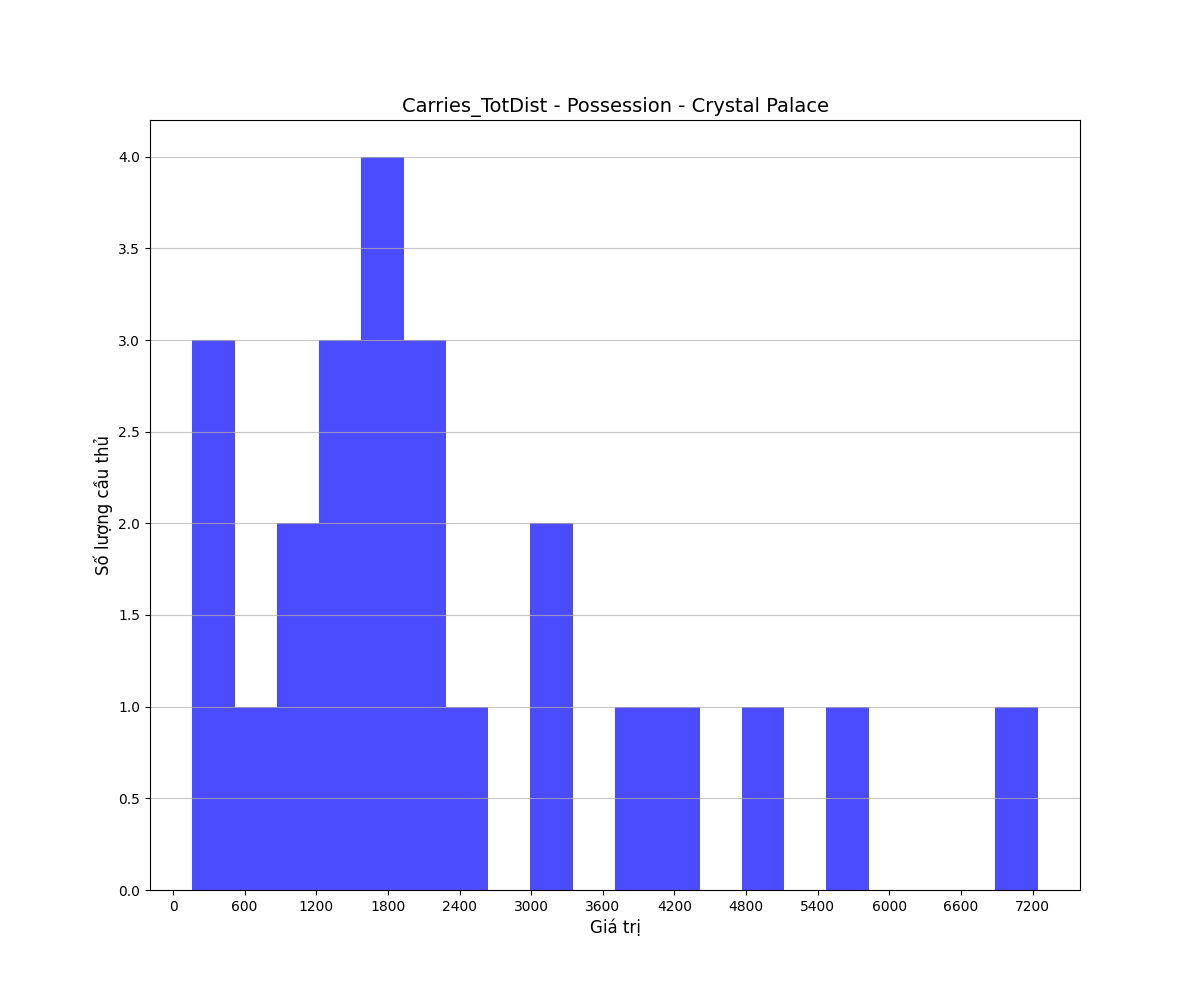 Carries_TotDist - Possession - Crystal Palace
4.0
3.5
3.0
2.5
2.0
1.5
1.0
0.5
0.0
Số lượng cầu thủ
0 600 1200 1800 2400 3000 3600 4200 4800 5400 6000 6600 7200
Giá trị